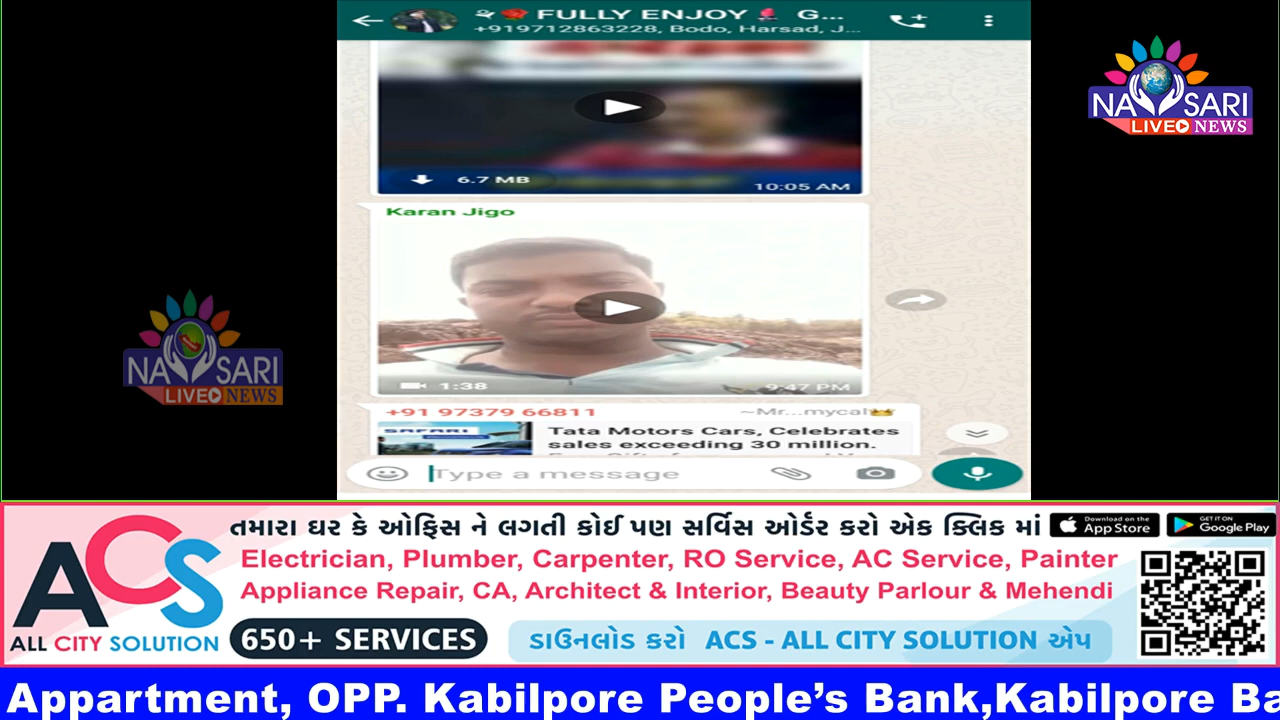 FULLY ENJOY G...
+919712863228, Bodo, Harsad, J...
NAVSARI
LIVE NEWS
6.7 MB
10:05 AM
Karan Jigo
1:38
9:47 PM
NAVSARI
LIVE NEWS
+91 97379 66811
~Mr...mycal
SAFARI
Tata Motors Cars, Celebrates
sales exceeding 30 million.
Type a message
ACS
ALL CITY SOLUTION
તમારા ઘર કે ઓફિસ ને લગતી કોઈ પણ સર્વિસ ઓર્ડર કરો એક ક્લિક માં
Download on the App Store
GET IT ON Google Play
Electrician, Plumber, Carpenter, RO Service, AC Service, Painter
Appliance Repair, CA, Architect & Interior, Beauty Parlour & Mehendi
650+ SERVICES
ડાઉનલોડ કરો ACS - ALL CITY SOLUTION એપ
Appartment, OPP. Kabilpore People’s Bank,Kabilpore Ba